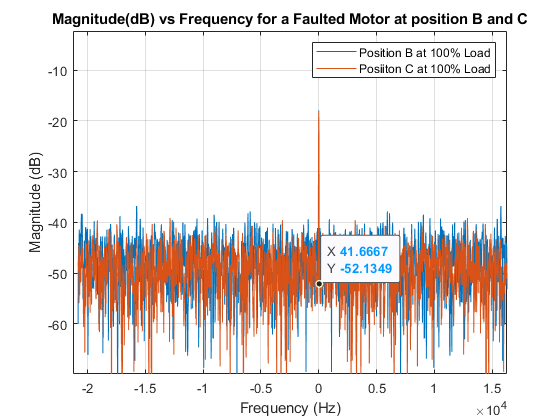 Magnitude(dB) vs Frequency for a Faulted Motor at position B and C
Position B at 100% Load
Posiiton C at 100% Load
-10
-20
-30
-40
-50
-60
Magnitude (dB)
X 41.6667
Y -52.1349
-2
-1.5
-1
-0.5
0
0.5
1
1.5
×10⁴
Frequency (Hz)